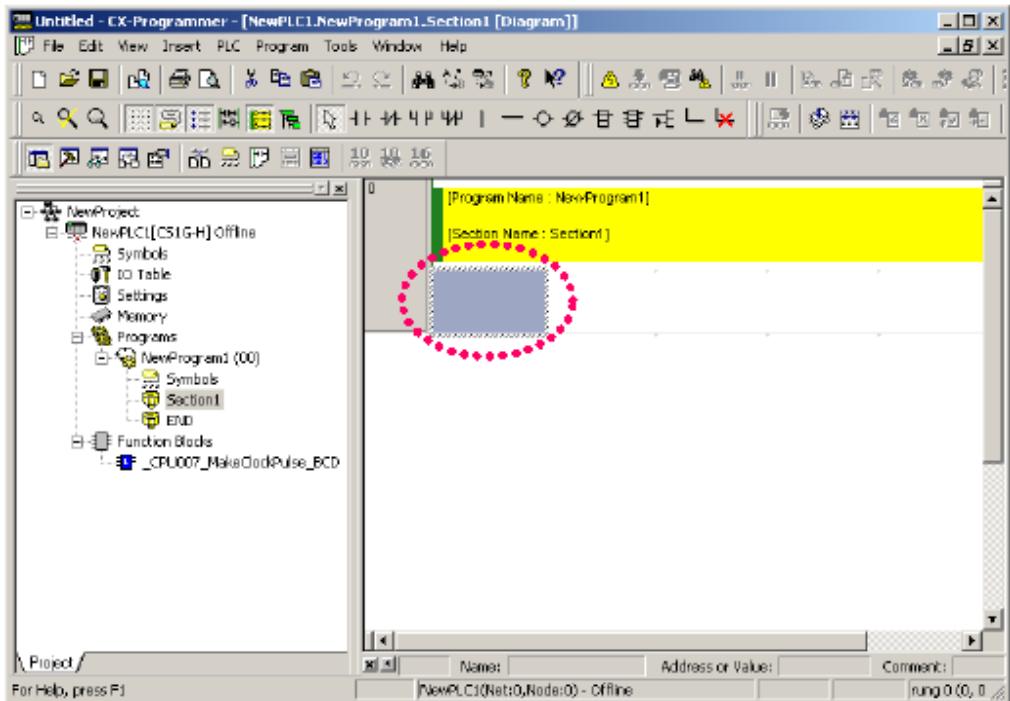 Untitled - CX-Programmer - [NewPLC1.NewProgram1.Section1 [Diagram]]
File Edit View Insert PLC Program Tools Window Help
10 16 16
NewProject
NewPLC1[CS1G-H] Offline
Symbols
IO Table
Settings
Memory
Programs
NewProgram1 (00)
Symbols
Section1
END
Function Blocks
_CPU007_MakeClockPulse_BCD
Project
0
[Program Name : NewProgram1]
[Section Name : Section1]
Name: Address or Value: Comment:
For Help, press F1
NewPLC1(Net:0,Node:0) - Offline
rung 0 (0, 0